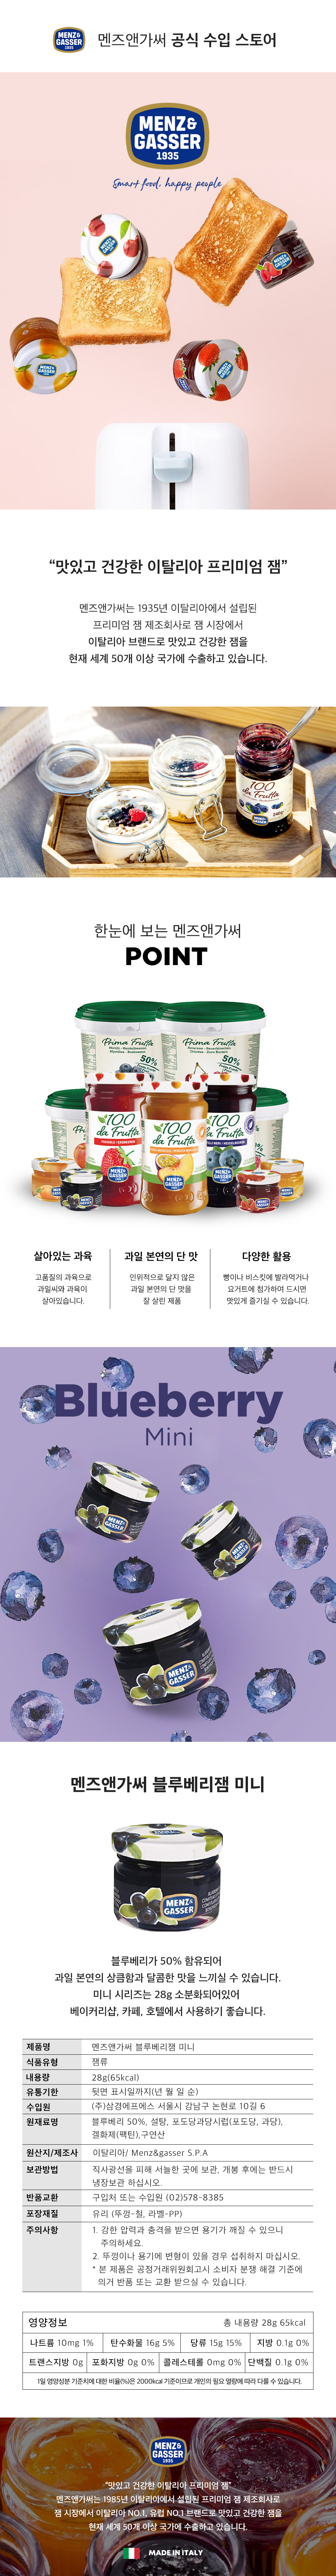 MENZ&
GASSER
1935
멘즈앤가써 공식 수입 스토어
MENZ&
GASSER
1935
Smart food, happy people
“맛있고 건강한 이탈리아 프리미엄 잼”
멘즈앤가써는 1935년 이탈리아에서 설립된
프리미엄 잼 제조회사로 잼 시장에서
이탈리아 브랜드로 맛있고 건강한 잼을
현재 세계 50개 이상 국가에 수출하고 있습니다.
100
da Frutta
240g
한눈에 보는 멘즈앤가써
POINT
Prima Frutta
50%
Prima Frutta
50%
100
da Frutta
100
da Frutta
100
da Frutta
MENZ&
GASSER
MENZ&
GASSER
MENZ&
GASSER
살아있는 과육
고품질의 과육으로
과일씨와 과육이
살아있습니다.
과일 본연의 단 맛
인위적으로 달지 않은
과일 본연의 단 맛을
잘 살린 제품
다양한 활용
빵이나 비스킷에 발라먹거나
요거트에 첨가하여 드시면
맛있게 즐기실 수 있습니다.
Blueberry
Mini
MENZ&
GASSER
MENZ&
GASSER
MENZ&
GASSER
멘즈앤가써 블루베리잼 미니
MENZ&
GASSER
블루베리가 50% 함유되어
과일 본연의 상큼함과 달콤한 맛을 느끼실 수 있습니다.
미니 시리즈는 28g 소분화되어있어
베이커리샵, 카페, 호텔에서 사용하기 좋습니다.
제품명 멘즈앤가써 블루베리잼 미니
식품유형 잼류
내용량 28g(65kcal)
유통기한 뒷면 표시일까지(년 월 일 순)
수입원 (주)삼경에프에스 서울시 강남구 논현로 10길 6
원재료명 블루베리 50%, 설탕, 포도당과당시럽(포도당, 과당),
겔화제(팩틴),구연산
원산지/제조사 이탈리아/ Menz&gasser S.P.A
보관방법 직사광선을 피해 서늘한 곳에 보관, 개봉 후에는 반드시
냉장보관 하십시오.
반품교환 구입처 또는 수입원 (02)578-8385
포장재질 유리 (뚜껑-철, 라벨-PP)
주의사항 1. 강한 압력과 충격을 받으면 용기가 깨질 수 있으니
주의하세요.
2. 뚜껑이나 용기에 변형이 있을 경우 섭취하지 마십시오.
* 본 제품은 공정거래위원회고시 소비자 분쟁 해결 기준에
의거 반품 또는 교환 받으실 수 있습니다.
영양정보 총 내용량 28g 65kcal
나트륨 10mg 1% 탄수화물 16g 5% 당류 15g 15% 지방 0.1g 0%
트랜스지방 0g 포화지방 0g 0% 콜레스테롤 0mg 0% 단백질 0.1g 0%
1일 영양성분 기준치에 대한 비율(%)은 2000kcal 기준이므로 개인의 필요 열량에 따라 다를 수 있습니다.
MENZ&
GASSER
1935
“맛있고 건강한 이탈리아 프리미엄 잼”
멘즈앤가써는 1985년 이탈리아에서 설립된 프리미엄 잼 제조회사로
잼 시장에서 이탈리아 NO.1, 유럽 NO.1 브랜드로 맛있고 건강한 잼을
현재 세계 50개 이상 국가에 수출하고 있습니다.
MADE IN ITALY